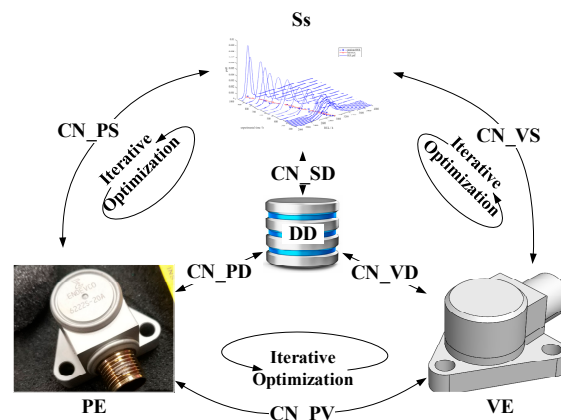 Ss
CN_PS
Iterative
Optimization
CN_VS
Iterative
Optimization
CN_SD
DD
CN_PD
CN_VD
Iterative
Optimization
PE
CN_PV
VE